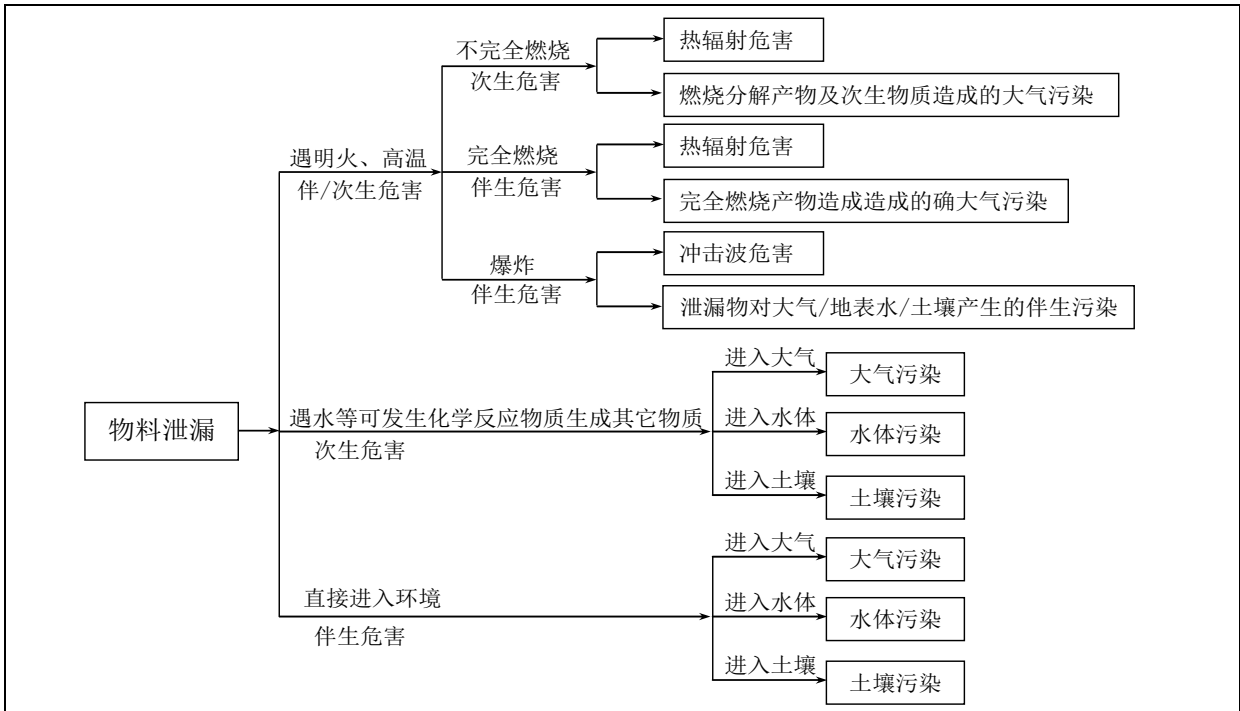 不完全燃烧
次生危害
热辐射危害
燃烧分解产物及次生物质造成的大气污染
遇明火、高温
伴/次生危害
完全燃烧
伴生危害
热辐射危害
完全燃烧产物造成造成的确大气污染
爆炸
伴生危害
冲击波危害
泄漏物对大气/地表水/土壤产生的伴生污染
物料泄漏
遇水等可发生化学反应物质生成其它物质
次生危害
进入大气
大气污染
进入水体
水体污染
进入土壤
土壤污染
直接进入环境
伴生危害
进入大气
大气污染
进入水体
水体污染
进入土壤
土壤污染